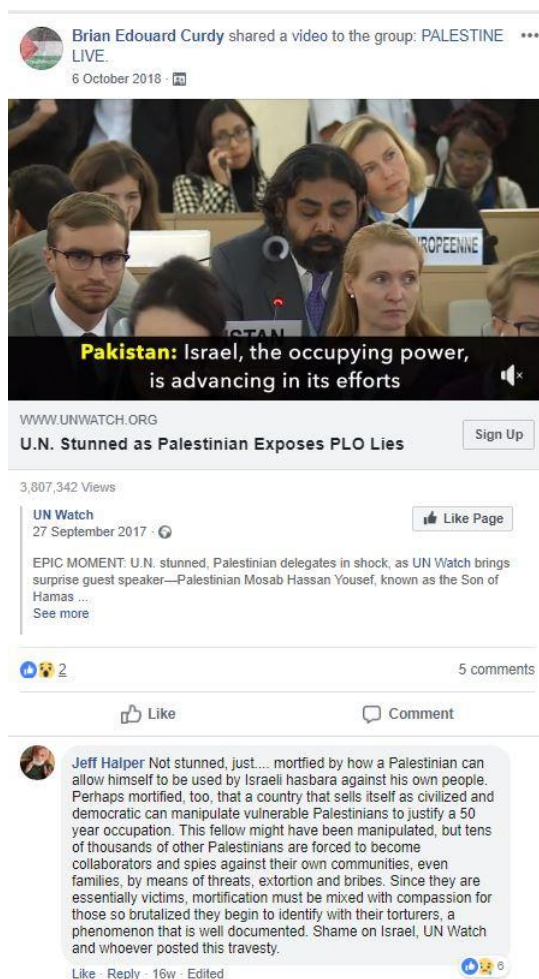 Brian Edouard Curdy shared a video to the group: PALESTINE
LIVE.
6 October 2018 ·
ROPEENNE
STAN
Pakistan: Israel, the occupying power,
is advancing in its efforts
WWW.UNWATCH.ORG
U.N. Stunned as Palestinian Exposes PLO Lies
Sign Up
3,807,342 Views
UN Watch
27 September 2017 ·
Like Page
EPIC MOMENT: U.N. stunned, Palestinian delegates in shock, as UN Watch brings
surprise guest speaker—Palestinian Mosab Hassan Yousef, known as the Son of
Hamas ...
See more
2
5 comments
Like
Comment
Jeff Halper Not stunned, just.... mortfied by how a Palestinian can
allow himself to be used by Israeli hasbara against his own people.
Perhaps mortified, too, that a country that sells itself as civilized and
democratic can manipulate vulnerable Palestinians to justify a 50
year occupation. This fellow might have been manipulated, but tens
of thousands of other Palestinians are forced to become
collaborators and spies against their own communities, even
families, by means of threats, extortion and bribes. Since they are
essentially victims, mortification must be mixed with compassion for
those so brutalized they begin to identify with their torturers, a
phenomenon that is well documented. Shame on Israel, UN Watch
and whoever posted this travesty.
6
Like · Reply · 16w · Edited